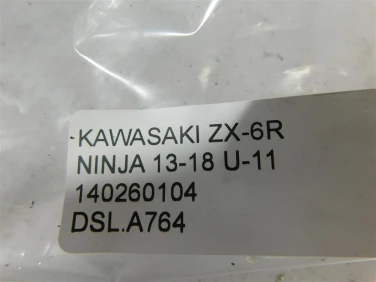 KAWASAKI ZX-6R
NINJA 13-18 U-11
140260104
DSL.A764